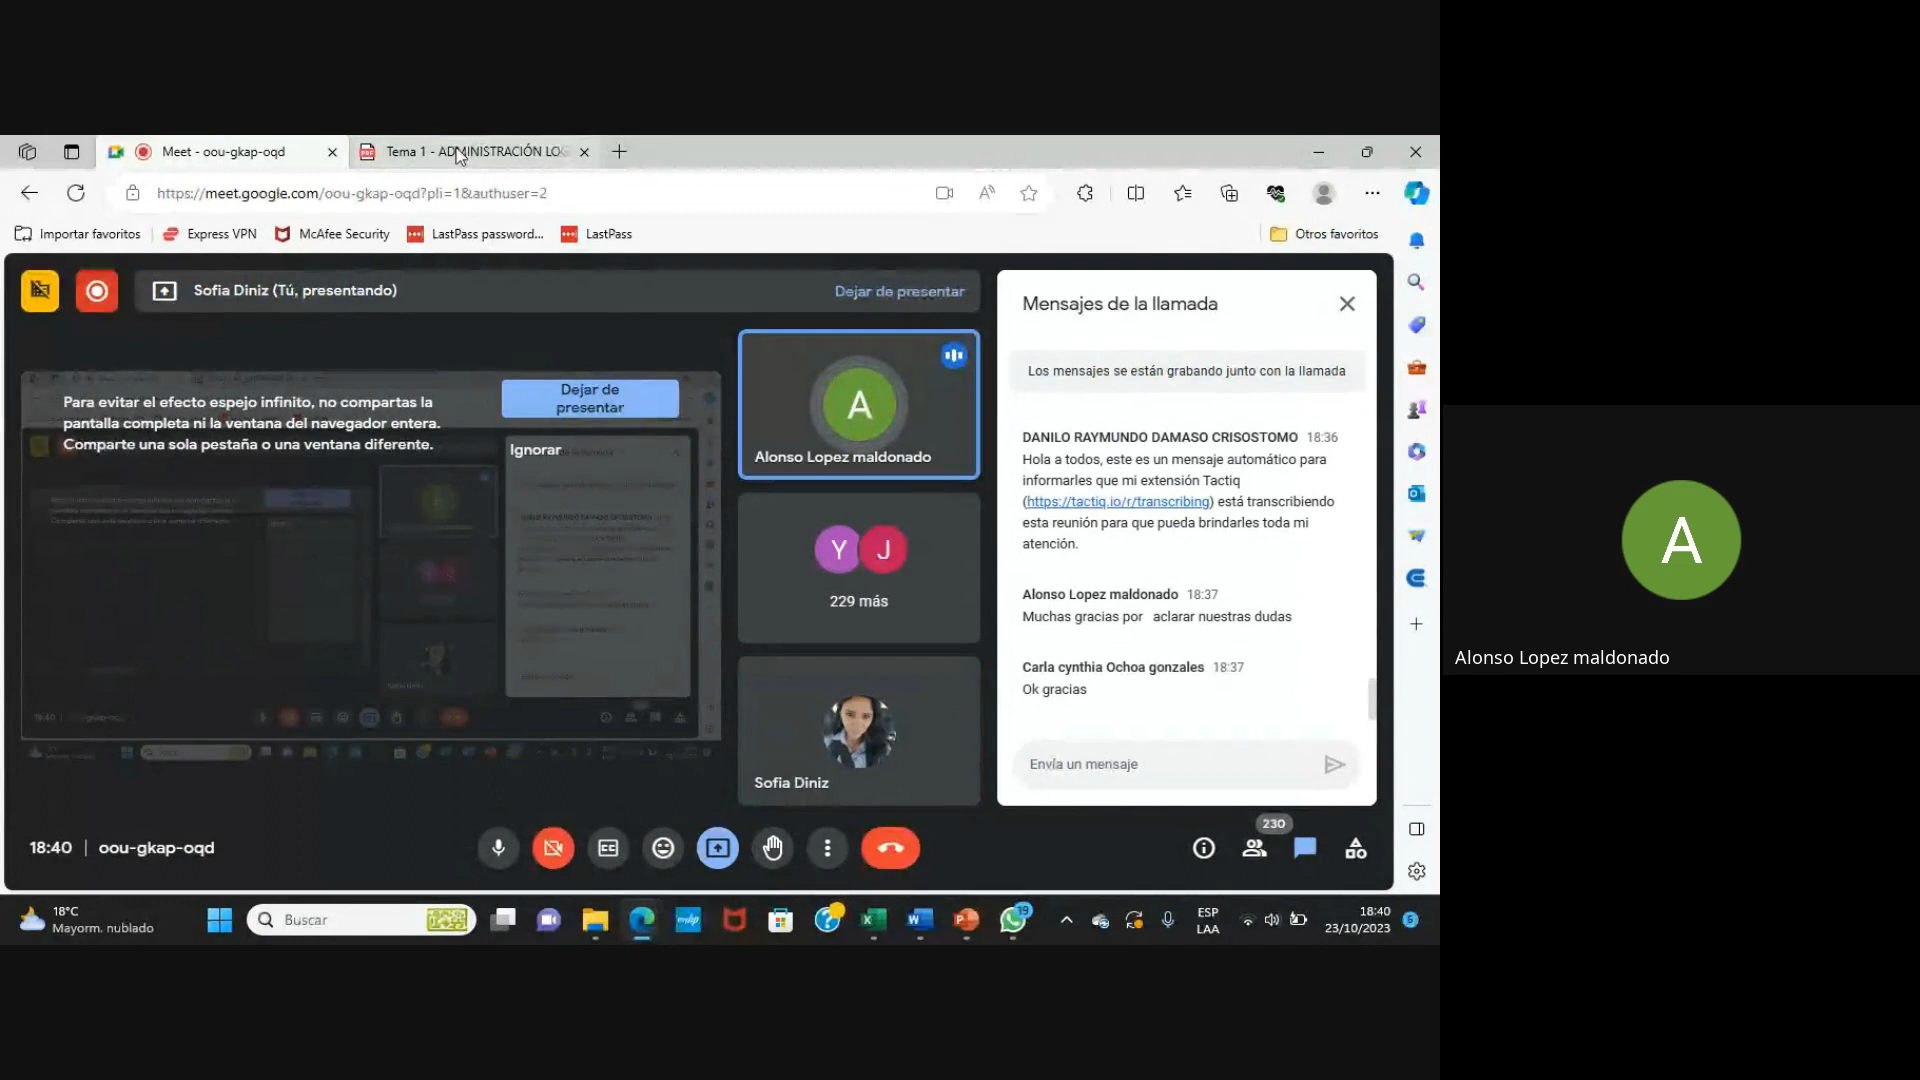 Meet - oou-gkap-oqd
Tema 1 - ADMINISTRACIÓN LO
https://meet.google.com/oou-gkap-oqd?pli=1&authuser=2
Importar favoritos
Express VPN
McAfee Security
LastPass password...
LastPass
Otros favoritos
Sofia Diniz (Tú, presentando)
Dejar de presentar
Para evitar el efecto espejo infinito, no compartas la
pantalla completa ni la ventana del navegador entera.
Comparte una sola pestaña o una ventana diferente.
Dejar de
presentar
Ignorar
A
Alonso Lopez maldonado
Y J
229 más
Sofia Diniz
Mensajes de la llamada
Los mensajes se están grabando junto con la llamada
DANILO RAYMUNDO DAMASO CRISOSTOMO 18:36
Hola a todos, este es un mensaje automático para
informarles que mi extensión Tactiq
(https://tactiq.io/r/transcribing) está transcribiendo
esta reunión para que pueda brindarles toda mi
atención.
Alonso Lopez maldonado 18:37
Muchas gracias por aclarar nuestras dudas
Carla cynthia Ochoa gonzales 18:37
Ok gracias
Envía un mensaje
18:40 | oou-gkap-oqd
230
18°C
Mayorm. nublado
Buscar
19
ESP
LAA
18:40
23/10/2023
5
A
Alonso Lopez maldonado